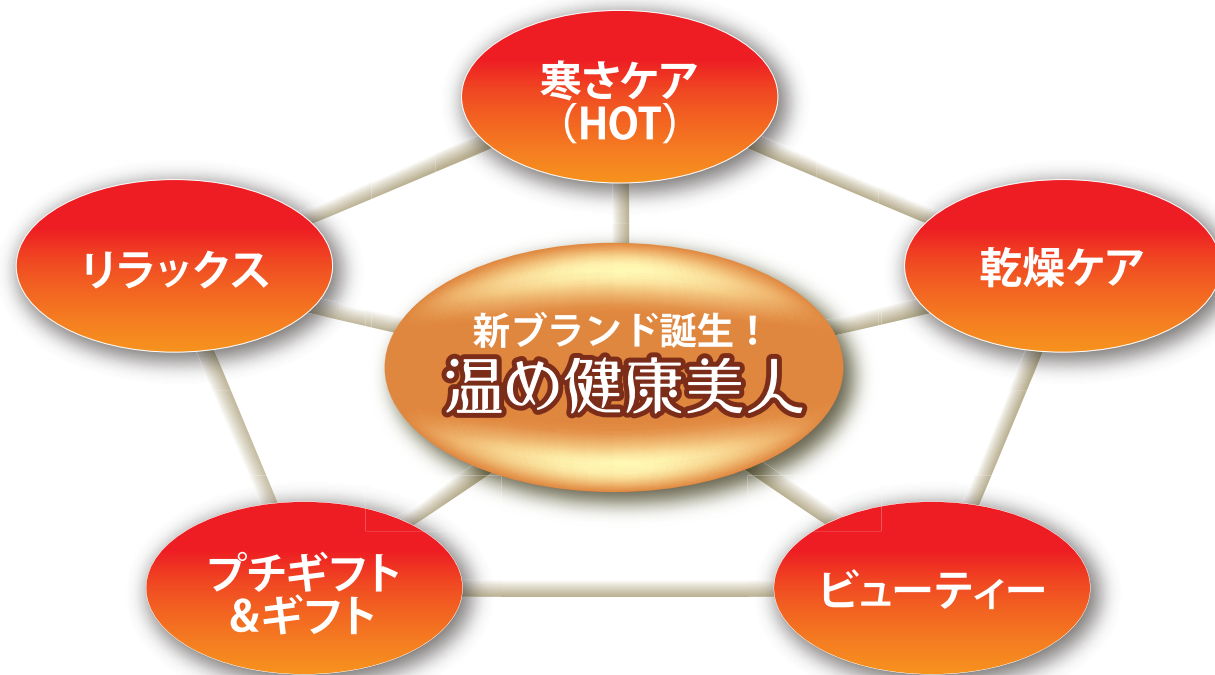 寒さケア
（HOT）
リラックス
乾燥ケア
新ブランド誕生！
温め健康美人
プチギフト
&ギフト
ビューティー